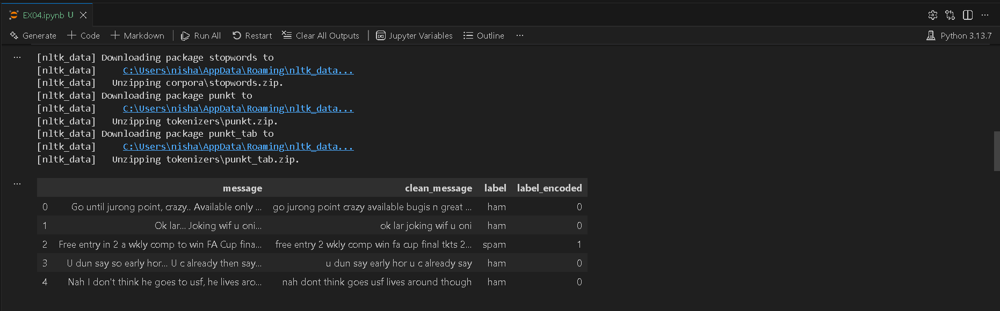 EX04.ipynb U
Generate Code Markdown Run All Restart Clear All Outputs Jupyter Variables Outline ... Python 3.13.7
[nltk_data] Downloading package stopwords to
[nltk_data]     C:\Users\nisha\AppData\Roaming\nltk_data...
[nltk_data]   Unzipping corpora\stopwords.zip.
[nltk_data] Downloading package punkt to
[nltk_data]     C:\Users\nisha\AppData\Roaming\nltk_data...
[nltk_data]   Unzipping tokenizers\punkt.zip.
[nltk_data] Downloading package punkt_tab to
[nltk_data]     C:\Users\nisha\AppData\Roaming\nltk_data...
[nltk_data]   Unzipping tokenizers\punkt_tab.zip.
message clean_message label label_encoded
0 Go until jurong point, crazy.. Available only ... go jurong point crazy available bugis n great ... ham 0
1 Ok lar... Joking wif u oni... ok lar joking wif u oni ham 0
2 Free entry in 2 a wkly comp to win FA Cup fina... free entry 2 wkly comp win fa cup final tkts 2... spam 1
3 U dun say so early hor... U c already then say... u dun say early hor u c already say ham 0
4 Nah I don't think he goes to usf, he lives aro... nah dont think goes usf lives around though ham 0